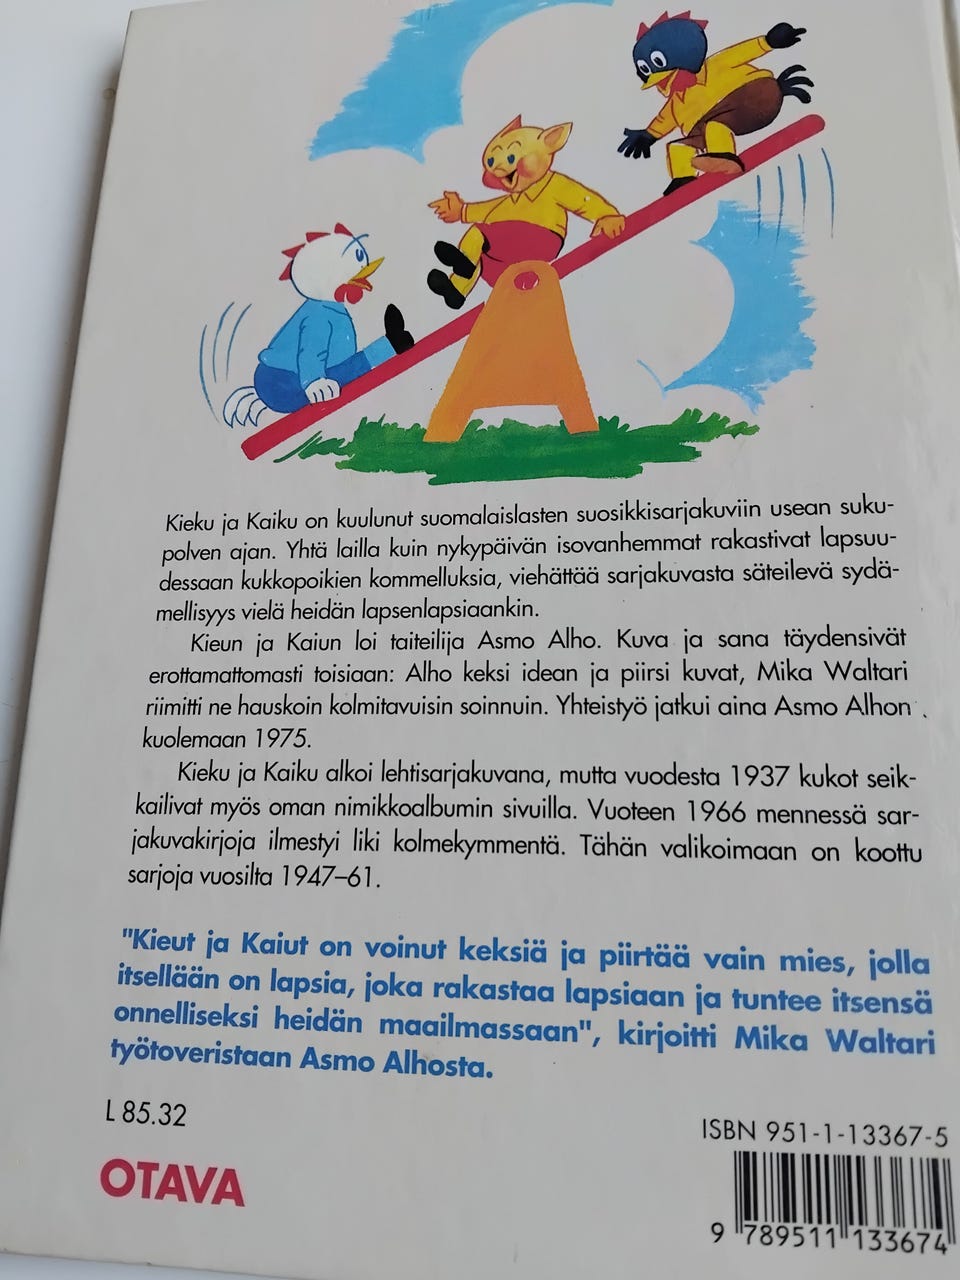 Kieku ja Kaiku on kuulunut suomalaislasten suosikkisarjakuviin usean suku-
polven ajan. Yhtä lailla kuin nykypäivän isovanhemmat rakastivat lapsuu-
dessaan kukkopoikien kommelluksia, viehättää sarjakuvasta säteilevä sydä-
mellisyys vielä heidän lapsenlapsiaankin.
Kieun ja Kaiun loi taiteilija Asmo Alho. Kuva ja sana täydensivät
erottamattomasti toisiaan: Alho keksi idean ja piirsi kuvat, Mika Waltari
riimitti ne hauskoin kolmitavuisin soinnuin. Yhteistyö jatkui aina Asmo Alhon
kuolemaan 1975.
Kieku ja Kaiku alkoi lehtisarjakuvana, mutta vuodesta 1937 kukot seik-
kailivat myös oman nimikkoalbumin sivuilla. Vuoteen 1966 mennessä sar-
jakuvakirjoja ilmestyi liki kolmekymmentä. Tähän valikoimaan on koottu
sarjoja vuosilta 1947–61.
"Kieut ja Kaiut on voinut keksiä ja piirtää vain mies, jolla
itsellään on lapsia, joka rakastaa lapsiaan ja tuntee itsensä
onnelliseksi heidän maailmassaan", kirjoitti Mika Waltari
työtoveristaan Asmo Alhosta.
L 85.32
ISBN 951-1-13367-5
OTAVA
9 789511 133674